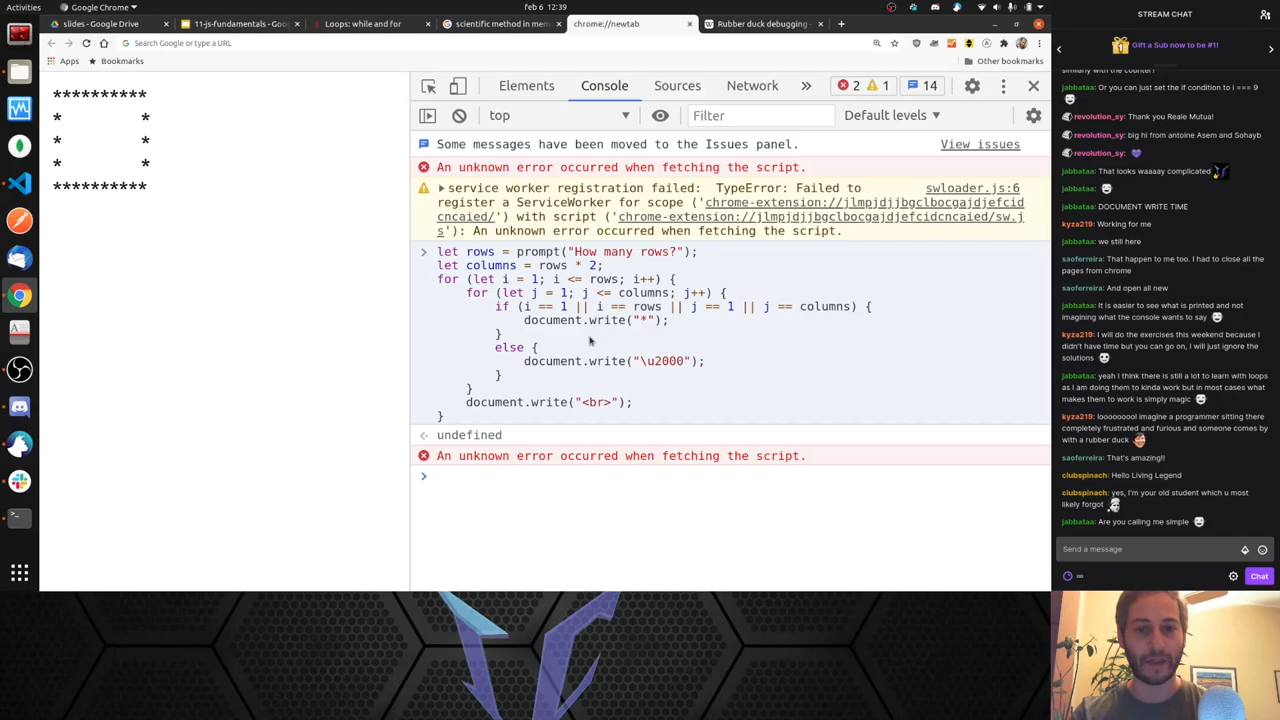 Activities
Google Chrome
feb 6 12:39
slides - Google Drive
11-js-fundamentals - Goog
Loops: while and for
scientific method in mem
chrome://newtab
Rubber duck debugging -
Search Google or type a URL
Apps
Bookmarks
Other bookmarks
**********
* *
* *
* *
**********
Elements
Console
Sources
Network
2
1
14
top
Filter
Default levels
Some messages have been moved to the Issues panel.
View issues
An unknown error occurred when fetching the script.
service worker registration failed: TypeError: Failed to
swloader.js:6
register a ServiceWorker for scope ('chrome-extension://jlmpjdjjbgclbocgajdjefcid
cncaied/') with script ('chrome-extension://jlmpjdjjbgclbocgajdjefcidcncaied/sw.j
s'): An unknown error occurred when fetching the script.
let rows = prompt("How many rows?");
let columns = rows * 2;
for (let i = 1; i <= rows; i++) {
for (let j = 1; j <= columns; j++) {
if (i == 1 || i == rows || j == 1 || j == columns) {
document.write("*");
}
else {
document.write("\u2000");
}
}
document.write("<br>");
}
undefined
An unknown error occurred when fetching the script.
STREAM CHAT
Gift a Sub now to be #1!
similarly with the counter?
jabbataa: Or you can just set the if condition to i === 9
revolution_sy: Thank you Reale Mutua!
revolution_sy: big hi from antoine Asem and Sohayb
revolution_sy:
jabbataa: That looks waaaay complicated
jabbataa:
jabbataa: DOCUMENT WRITE TIME
kyza219: Working for me
jabbataa: we still here
saoferreira: That happen to me too. I had to close all the
pages from chrome
saoferreira: And open all new
jabbataa: It is easier to see what is printed and not
imagining what the console wants to say
kyza219: I will do the exercises this weekend because I
didn't have time but you can go on, I will just ignore the
solutions
jabbataa: yeah I think there is still a lot to learn with loops
as I am doing them to kinda work but in most cases what
makes them to work is simply magic
kyza219: looooooool imagine a programmer sitting there
completely frustrated and furious and someone comes by
with a rubber duck
saoferreira: That's amazing!!
clubspinach: Hello Living Legend
clubspinach: yes, I'm your old student which u most
likely forgot
jabbataa: Are you calling me simple
Send a message
∞
Chat